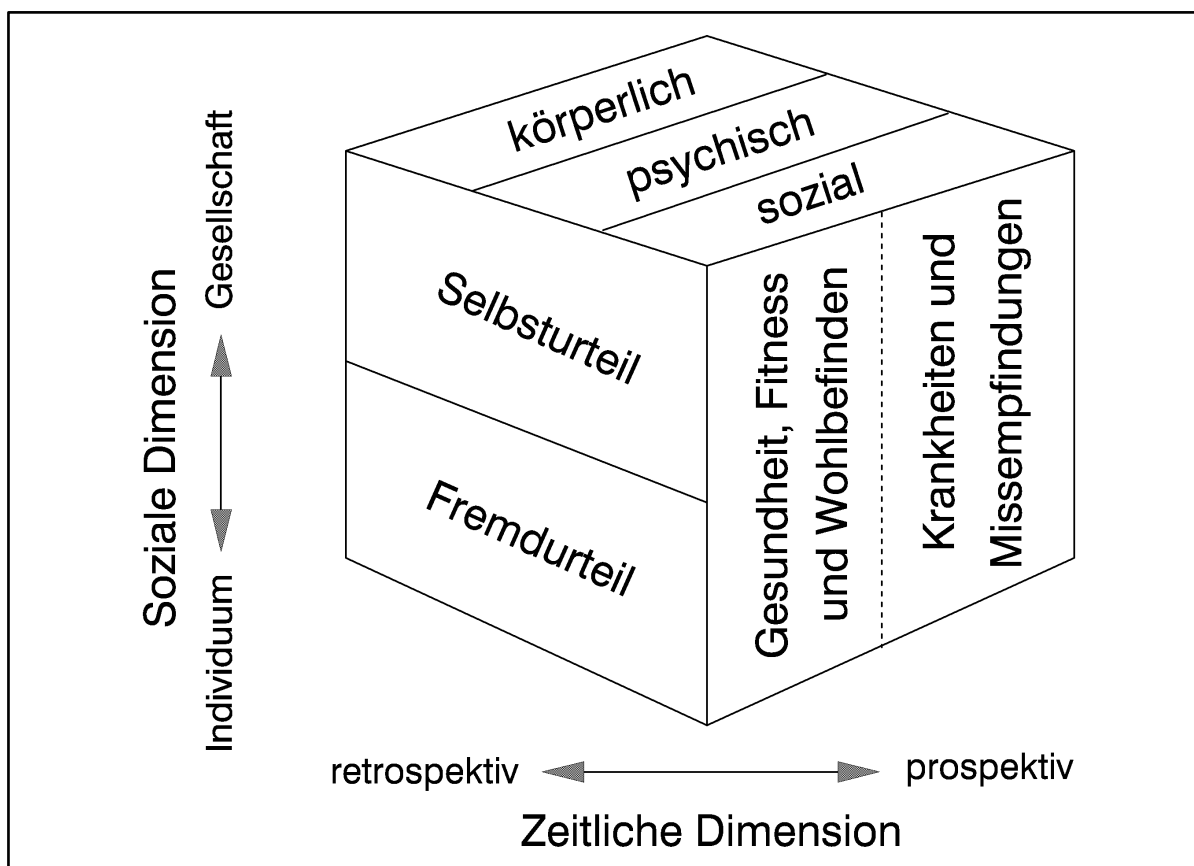 körperlich
psychisch
sozial
Selbsturteil
Fremdurteil
Gesundheit, Fitness
und Wohlbefinden
Krankheiten und
Missempfindungen
Soziale Dimension
Gesellschaft
Individuum
retrospektiv
prospektiv
Zeitliche Dimension